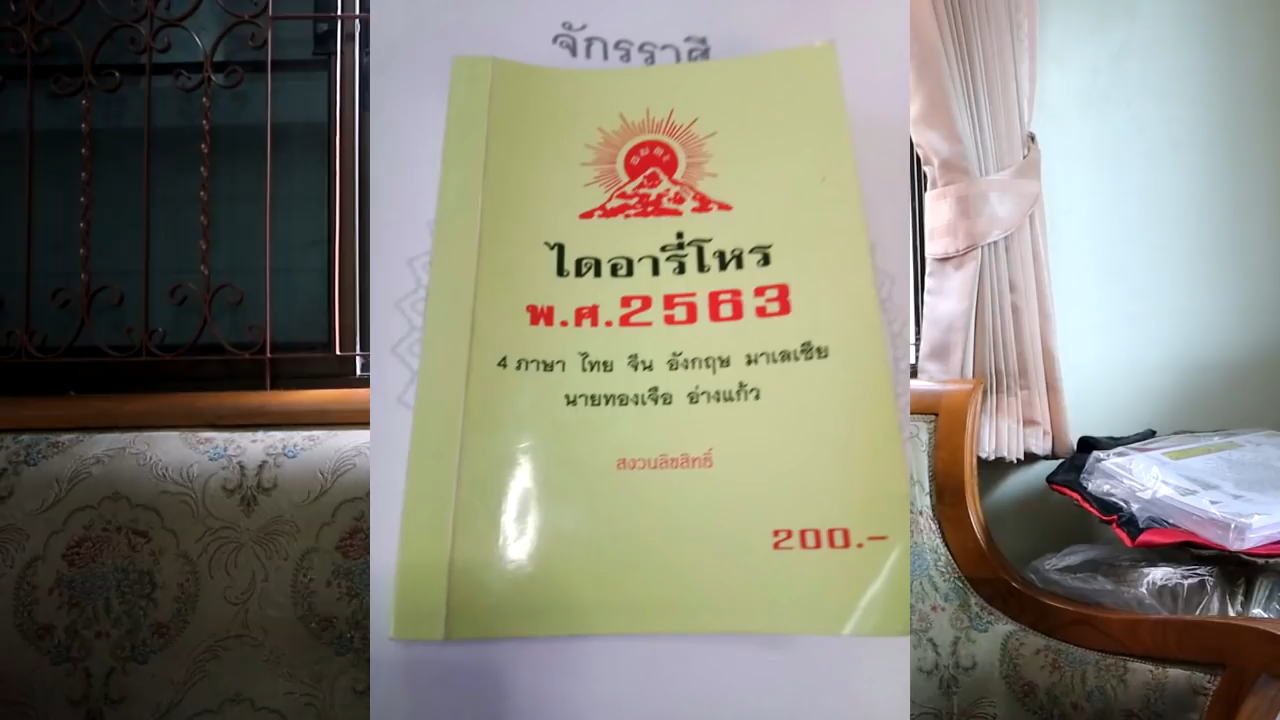 จักรราศี
ไดอารี่โหร
พ.ศ.2563
4 ภาษา ไทย จีน อังกฤษ มาเลเซีย
นายทองเจือ อ่างแก้ว
สงวนลิขสิทธิ์
200.-